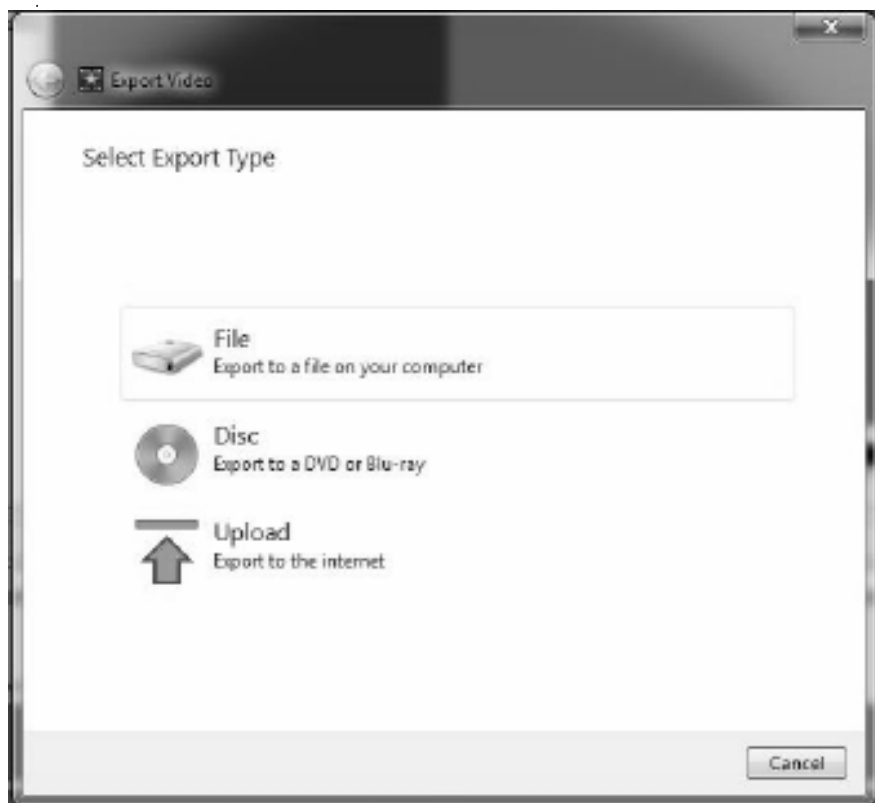 Export Video
Select Export Type
File
Export to a file on your computer
Disc
Export to a DVD or Blu-ray
Upload
Export to the internet
Cancel